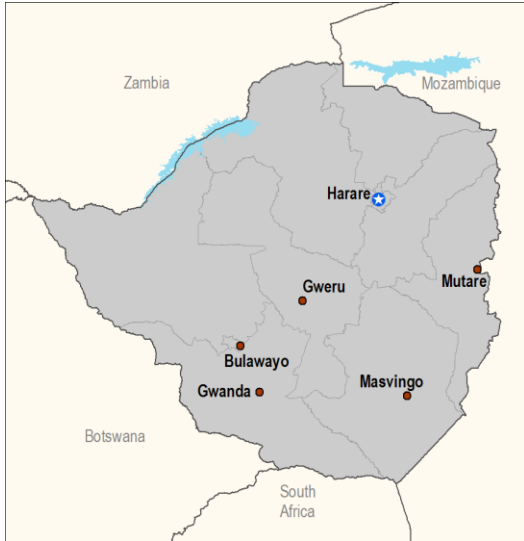 Zambia
Mozambique
Harare
Mutare
Gweru
Bulawayo
Masvingo
Gwanda
Botswana
South
Africa